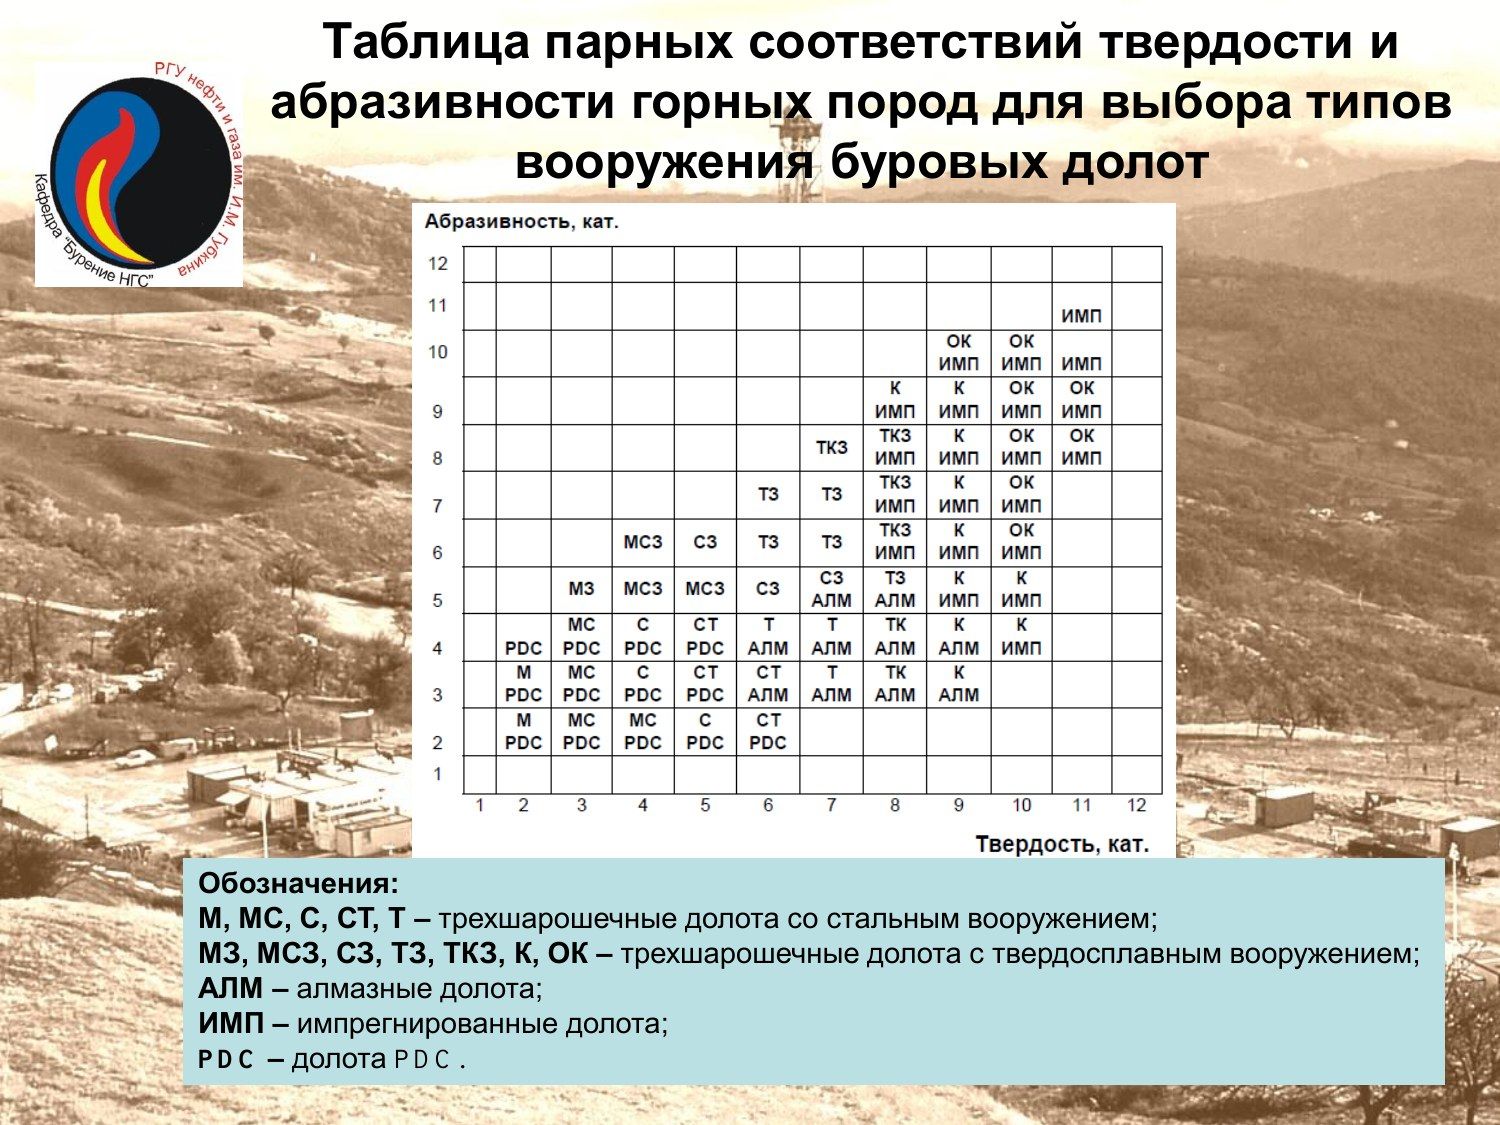 Таблица парных соответствий твердости и
абразивности горных пород для выбора типов
вооружения буровых долот
РГУ нефти и газа им. И.М. Губкина
Кафедра "Бурение НГС"
Абразивность, кат.
12
11 ИМП
10 ОК ОК
ИМП ИМП ИМП
К К ОК ОК
9 ИМП ИМП ИМП ИМП
ТКЗ ТКЗ К ОК ОК
8 ИМП ИМП ИМП ИМП
ТЗ ТЗ ТКЗ К ОК
7 ИМП ИМП ИМП
МСЗ СЗ ТЗ ТЗ ТКЗ К ОК
6 ИМП ИМП ИМП
МЗ МСЗ МСЗ СЗ СЗ ТЗ К К
5 АЛМ АЛМ ИМП ИМП
МС С СТ Т Т ТК К К
4 PDC PDC PDC PDC АЛМ АЛМ АЛМ АЛМ ИМП
М МС С СТ СТ Т ТК К
3 PDC PDC PDC PDC АЛМ АЛМ АЛМ АЛМ
М МС МС С СТ
2 PDC PDC PDC PDC PDC
1
1 2 3 4 5 6 7 8 9 10 11 12
Твердость, кат.
Обозначения:
М, МС, С, СТ, Т – трехшарошечные долота со стальным вооружением;
МЗ, МСЗ, СЗ, ТЗ, ТКЗ, К, ОК – трехшарошечные долота с твердосплавным вооружением;
АЛМ – алмазные долота;
ИМП – импрегнированные долота;
PDC – долота PDC.